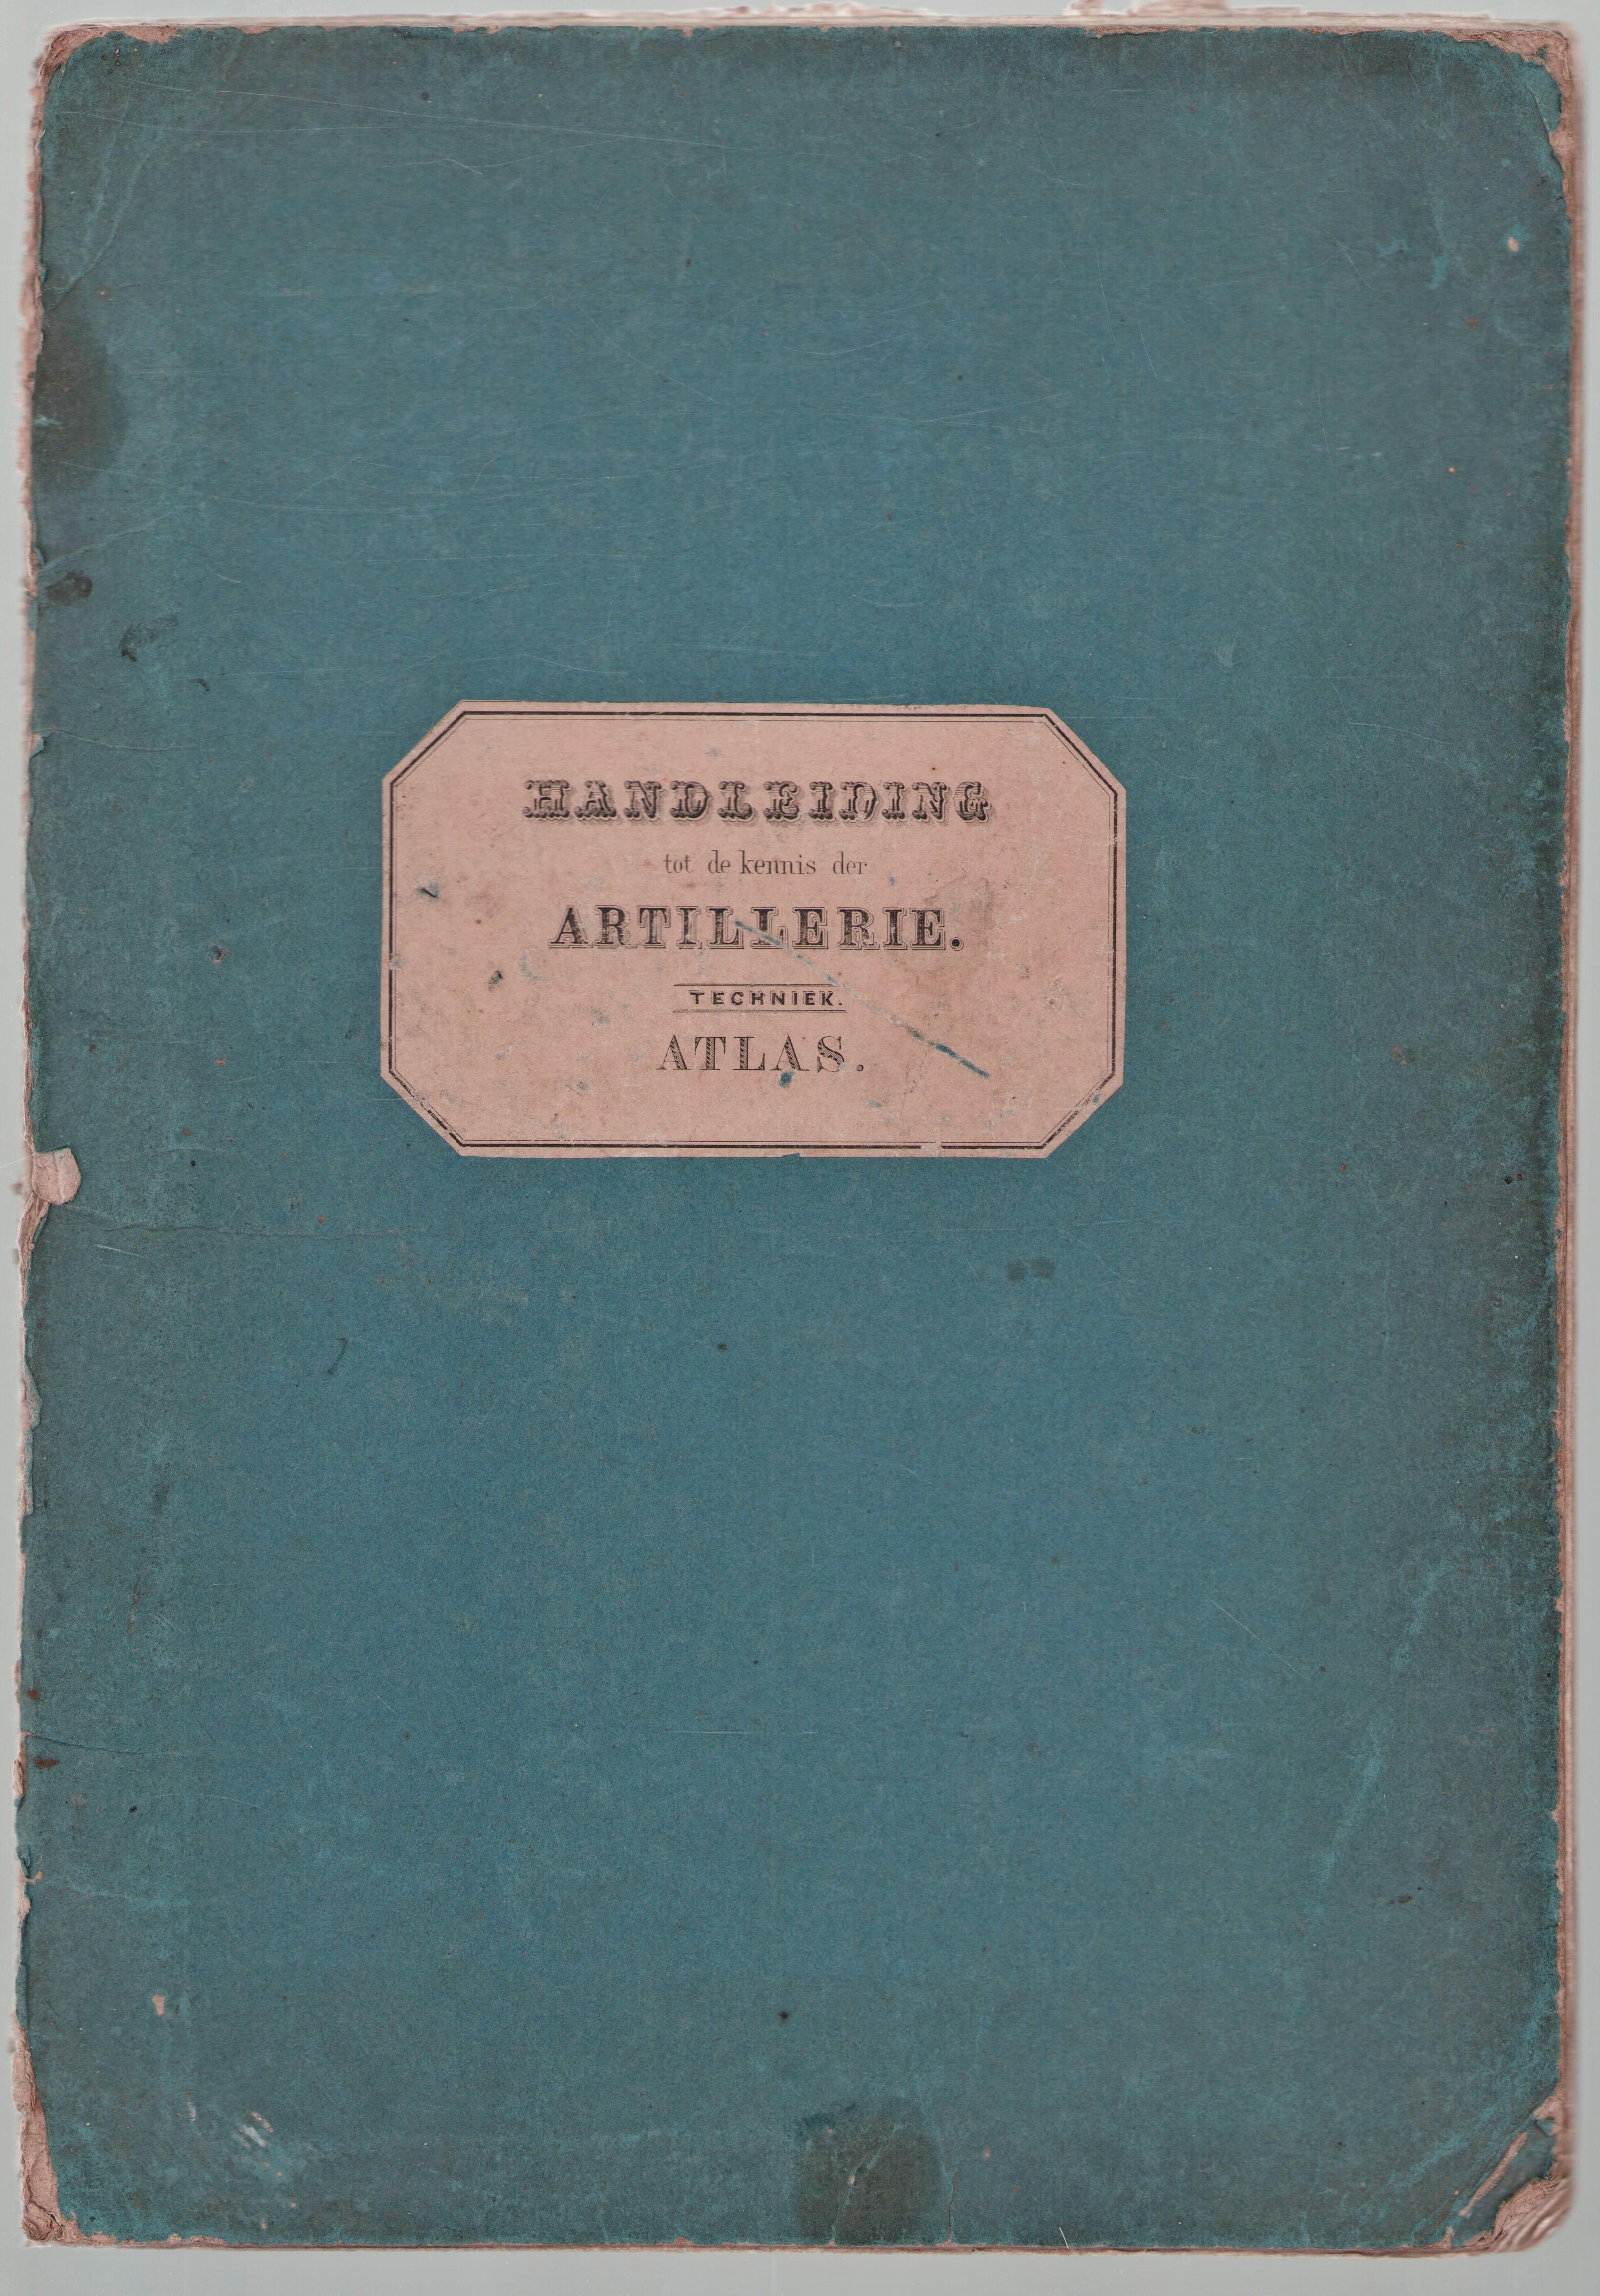 HANDLEIDING
tot de kennis der
ARTILLERIE.
TECHNIEK.
ATLAS.